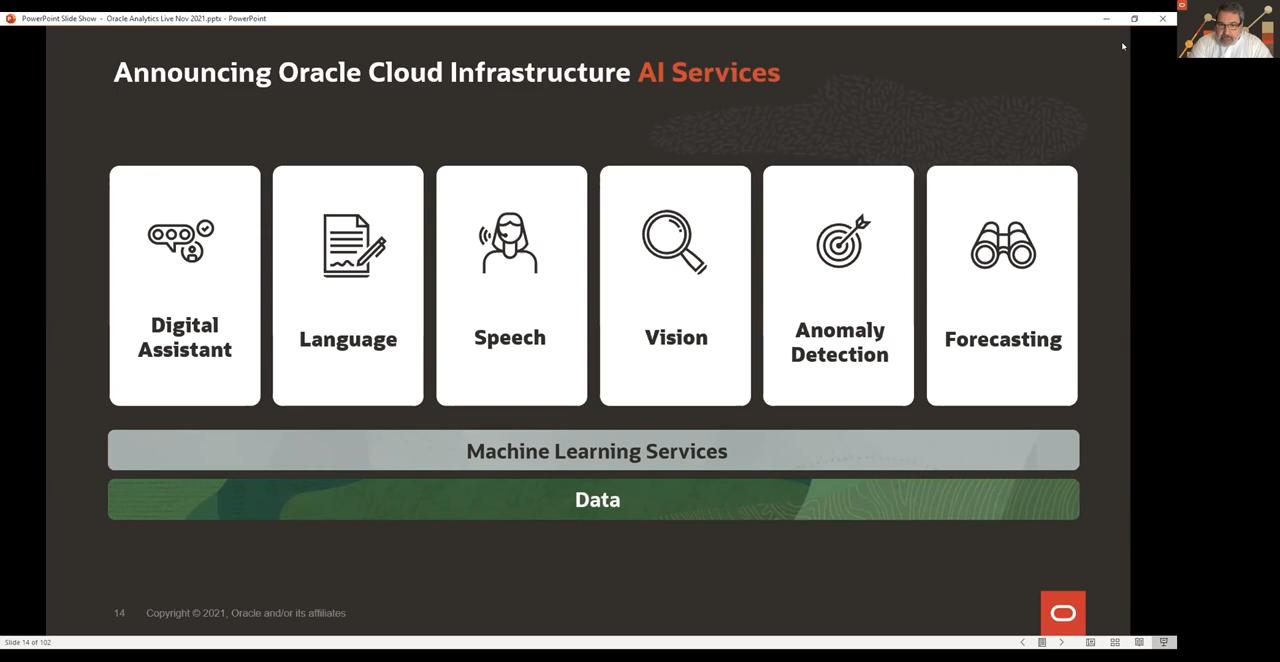 PowerPoint Slide Show - Oracle Analytics Live Nov 2021.pptx - PowerPoint
Announcing Oracle Cloud Infrastructure AI Services
Digital
Assistant
Language
Speech
Vision
Anomaly
Detection
Forecasting
Machine Learning Services
Data
14 Copyright © 2021, Oracle and/or its affiliates
Slide 14 of 102